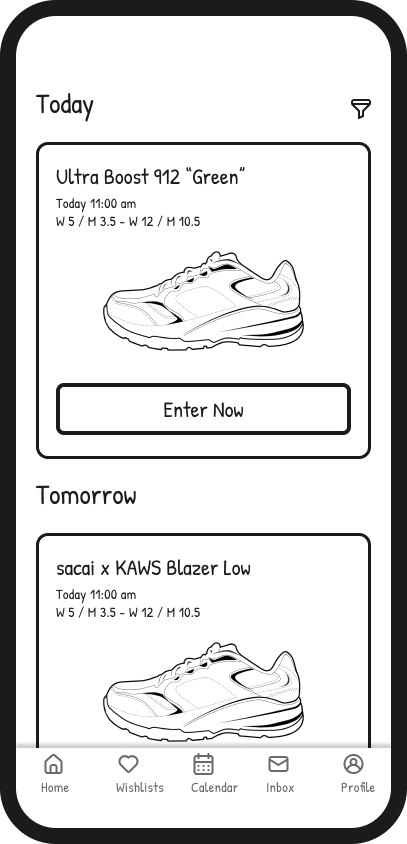 Today
Ultra Boost 912 “Green”
Today 11:00 am
W 5 / M 3.5 - W 12 / M 10.5
Enter Now
Tomorrow
sacai x KAWS Blazer Low
Today 11:00 am
W 5 / M 3.5 - W 12 / M 10.5
Home Wishlists Calendar Inbox Profile